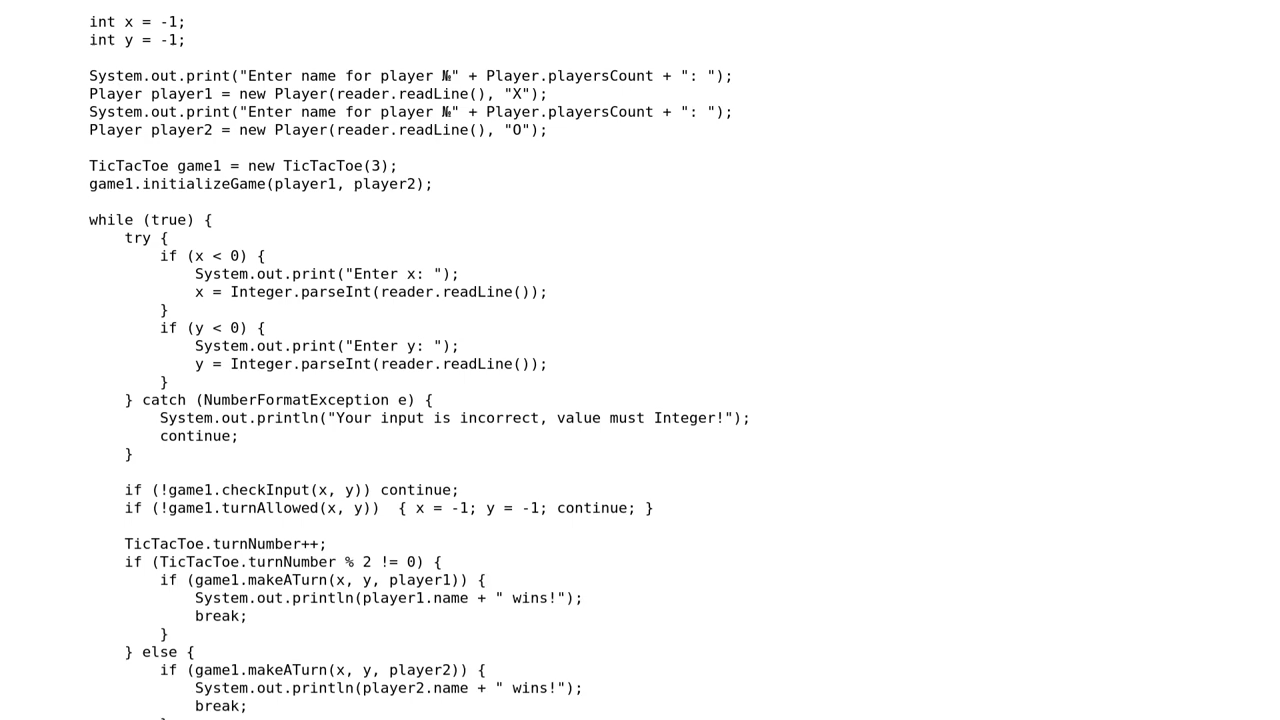 int x = -1;
int y = -1;
System.out.print("Enter name for player №" + Player.playersCount + ": ");
Player player1 = new Player(reader.readLine(), "X");
System.out.print("Enter name for player №" + Player.playersCount + ": ");
Player player2 = new Player(reader.readLine(), "O");
TicTacToe game1 = new TicTacToe(3);
game1.initializeGame(player1, player2);
while (true) {
    try {
        if (x < 0) {
            System.out.print("Enter x: ");
            x = Integer.parseInt(reader.readLine());
        }
        if (y < 0) {
            System.out.print("Enter y: ");
            y = Integer.parseInt(reader.readLine());
        }
    } catch (NumberFormatException e) {
        System.out.println("Your input is incorrect, value must Integer!");
        continue;
    }
    if (!game1.checkInput(x, y)) continue;
    if (!game1.turnAllowed(x, y))  { x = -1; y = -1; continue; }
    TicTacToe.turnNumber++;
    if (TicTacToe.turnNumber % 2 != 0) {
        if (game1.makeATurn(x, y, player1)) {
            System.out.println(player1.name + " wins!");
            break;
        }
    } else {
        if (game1.makeATurn(x, y, player2)) {
            System.out.println(player2.name + " wins!");
            break;